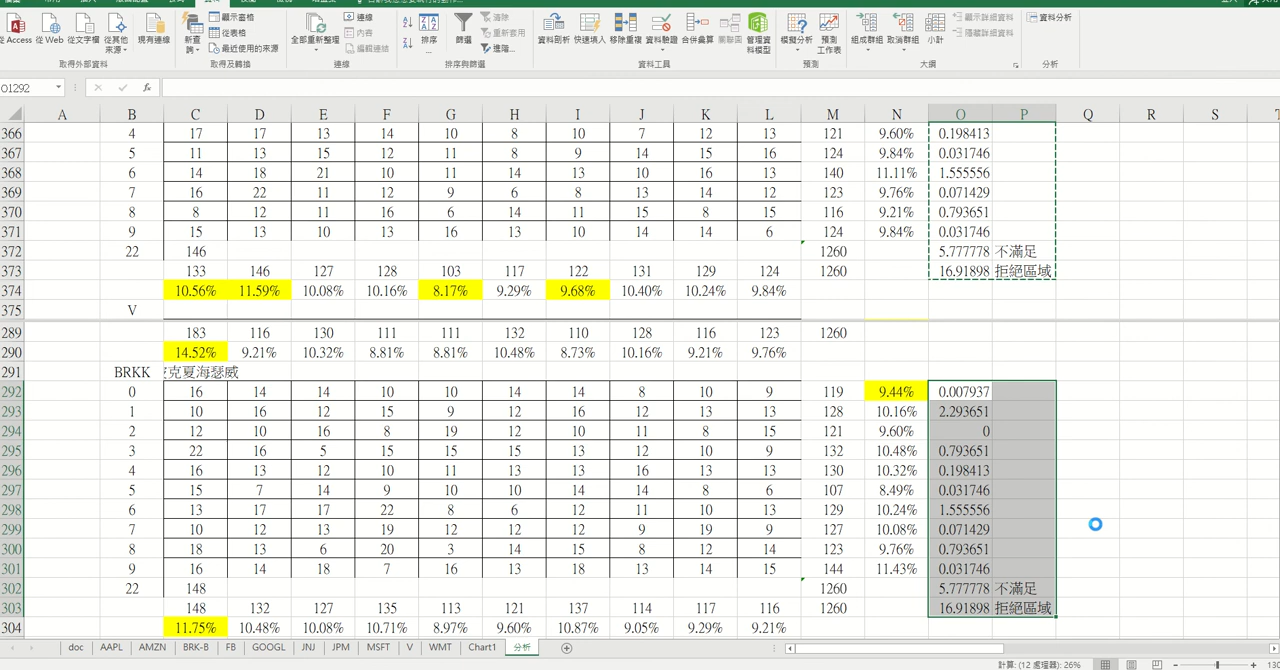 顯示查詢 連線 清除 顯示詳細資料 資料分析
從表格 內容 重新套用 隱藏詳細資料
從 Access 從 Web 從文字檔 從其他來源 現有連線 新查詢 最近使用的來源 全部重新整理 編輯連結 排序 篩選 進階... 資料剖析 快速填入 移除重複 資料驗證 合併彙算 關聯圖 管理資料模型 模擬分析 預測工作表 組成群組 取消群組 小計
取得外部資料 取得及轉換 連線 排序與篩選 資料工具 預測 大綱 分析
O1292 fx
A B C D E F G H I J K L M N O P Q R S
366 4 17 17 13 14 10 8 10 7 12 13 121 9.60% 0.198413
367 5 11 13 15 12 11 8 9 14 15 16 124 9.84% 0.031746
368 6 14 18 21 10 11 14 13 10 16 13 140 11.11% 1.555556
369 7 16 22 11 12 9 6 8 13 14 12 123 9.76% 0.071429
370 8 8 12 11 16 6 14 11 15 8 15 116 9.21% 0.793651
371 9 15 13 10 13 16 13 10 14 14 6 124 9.84% 0.031746
372 22 146 1260 5.777778 不滿足
373 133 146 127 128 103 117 122 131 129 124 1260 16.91898 拒絕區域
374 10.56% 11.59% 10.08% 10.16% 8.17% 9.29% 9.68% 10.40% 10.24% 9.84%
375 V
289 183 116 130 111 111 132 110 128 116 123 1260
290 14.52% 9.21% 10.32% 8.81% 8.81% 10.48% 8.73% 10.16% 9.21% 9.76%
291 BRKK 克夏海瑟威
292 0 16 14 14 10 10 14 14 8 10 9 119 9.44% 0.007937
293 1 10 16 12 15 9 12 16 12 13 13 128 10.16% 2.293651
294 2 12 10 16 8 19 12 10 11 8 15 121 9.60% 0
295 3 22 16 5 15 15 15 13 12 10 9 132 10.48% 0.793651
296 4 16 13 12 10 11 13 13 16 13 13 130 10.32% 0.198413
297 5 15 7 14 9 10 10 14 14 8 6 107 8.49% 0.031746
298 6 13 17 17 22 8 6 12 11 10 13 129 10.24% 1.555556
299 7 10 12 13 19 12 12 12 9 19 9 127 10.08% 0.071429
300 8 18 13 6 20 3 14 15 8 12 14 123 9.76% 0.793651
301 9 16 14 18 7 16 13 18 13 14 15 144 11.43% 0.031746
302 22 148 1260 5.777778 不滿足
303 148 132 127 135 113 121 137 114 117 116 1260 16.91898 拒絕區域
304 11.75% 10.48% 10.08% 10.71% 8.97% 9.60% 10.87% 9.05% 9.29% 9.21%
doc AAPL AMZN BRK-B FB GOOGL JNJ JPM MSFT V WMT Chart1 分析
計算: (12 處理器): 26% 80